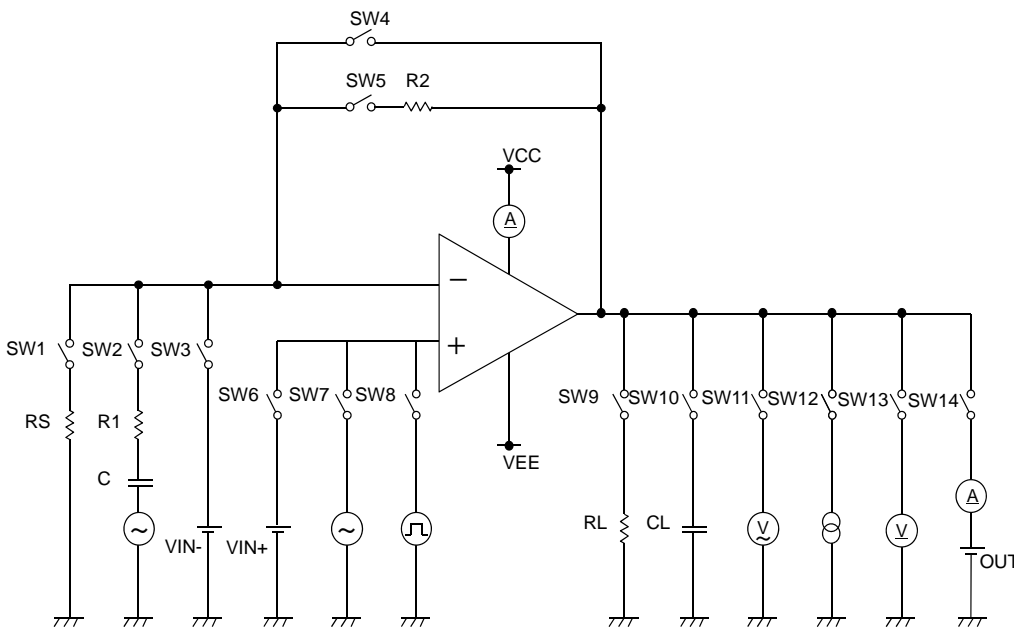 SW4
SW5 R2
VCC
A
−
+
SW1 SW2 SW3
SW6 SW7 SW8
SW9 SW10 SW11 SW12 SW13 SW14
RS R1
C
VEE
VIN- VIN+
~ ~
RL CL
V
~
V
A
OUT